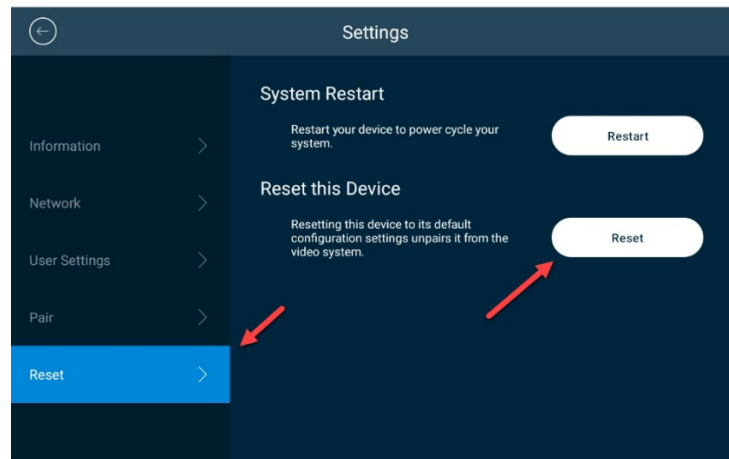 Settings
Information
Network
User Settings
Pair
Reset
System Restart
Restart your device to power cycle your
system.
Restart
Reset this Device
Resetting this device to its default
configuration settings unpairs it from the
video system.
Reset